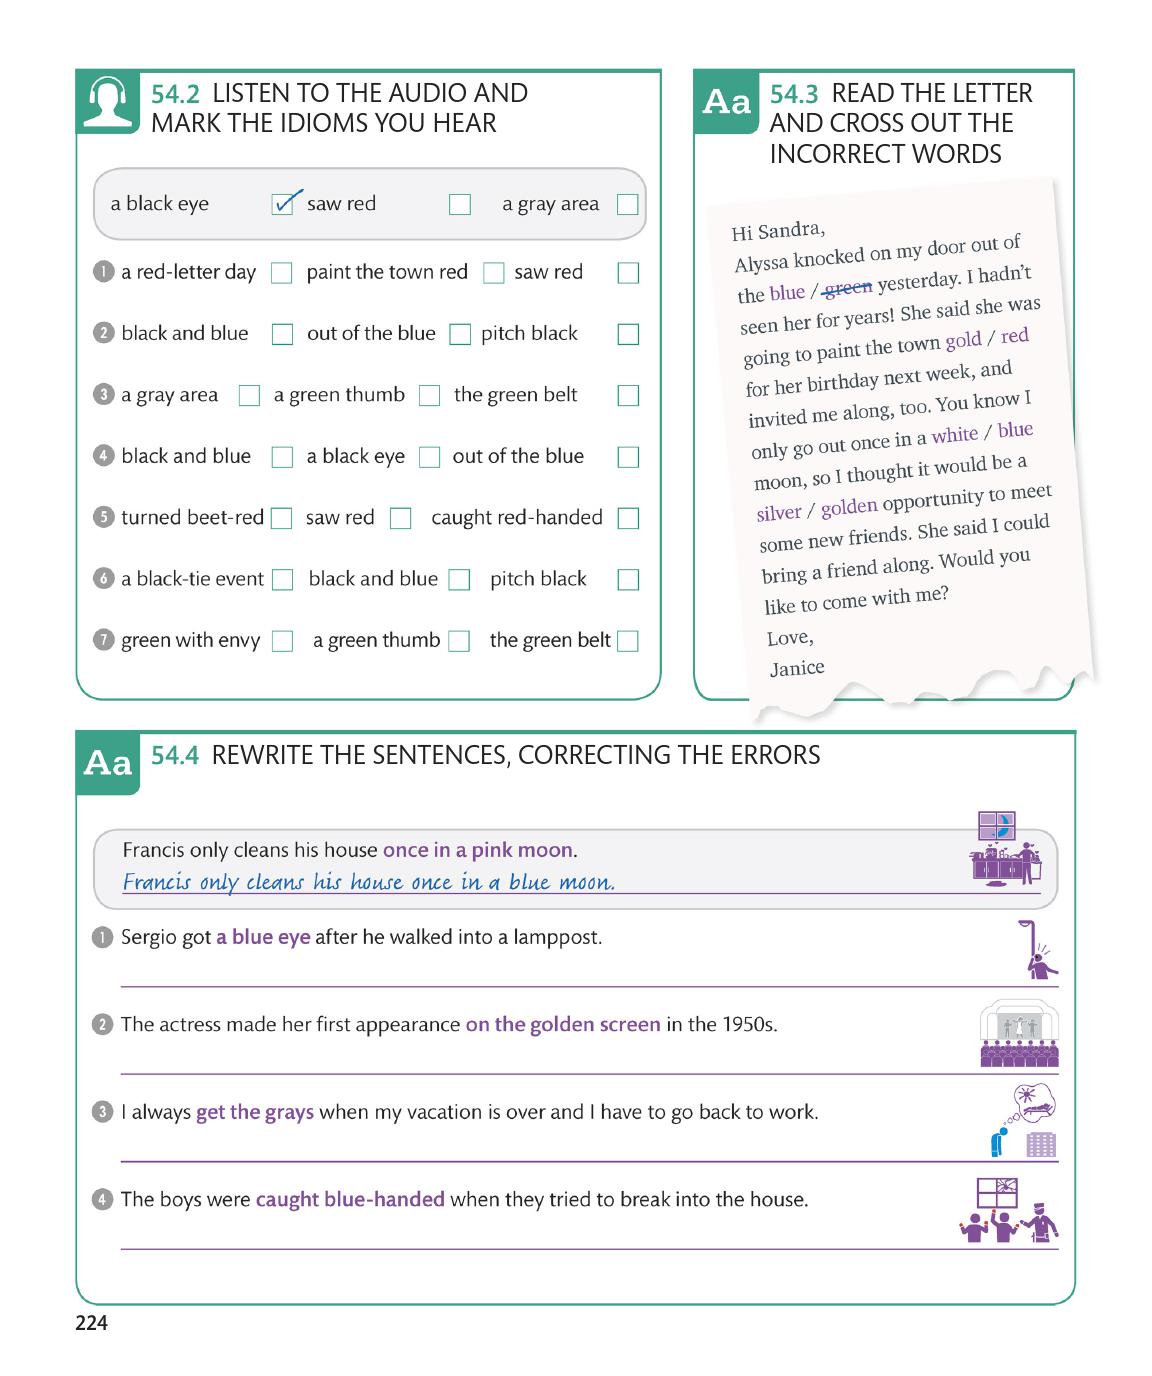 54.2 LISTEN TO THE AUDIO AND
MARK THE IDIOMS YOU HEAR
a black eye saw red a gray area
1 a red-letter day paint the town red saw red
2 black and blue out of the blue pitch black
3 a gray area a green thumb the green belt
4 black and blue a black eye out of the blue
5 turned beet-red saw red caught red-handed
6 a black-tie event black and blue pitch black
7 green with envy a green thumb the green belt
Aa 54.3 READ THE LETTER
AND CROSS OUT THE
INCORRECT WORDS
Hi Sandra,
Alyssa knocked on my door out of
the blue / green yesterday. I hadn't
seen her for years! She said she was
going to paint the town gold / red
for her birthday next week, and
invited me along, too. You know I
only go out once in a white / blue
moon, so I thought it would be a
silver / golden opportunity to meet
some new friends. She said I could
bring a friend along. Would you
like to come with me?
Love,
Janice
Aa 54.4 REWRITE THE SENTENCES, CORRECTING THE ERRORS
Francis only cleans his house once in a pink moon.
Francis only cleans his house once in a blue moon.
1 Sergio got a blue eye after he walked into a lamppost.
2 The actress made her first appearance on the golden screen in the 1950s.
3 I always get the grays when my vacation is over and I have to go back to work.
4 The boys were caught blue-handed when they tried to break into the house.
224